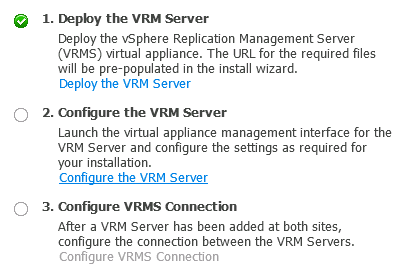 1. Deploy the VRM Server
Deploy the vSphere Replication Management Server
(VRMS) virtual appliance. The URL for the required files
will be pre-populated in the install wizard.
Deploy the VRM Server
2. Configure the VRM Server
Launch the virtual appliance management interface for the
VRM Server and configure the settings as required for
your installation.
Configure the VRM Server
3. Configure VRMS Connection
After a VRM Server has been added at both sites,
configure the connection between the VRM Servers.
Configure VRMS Connection